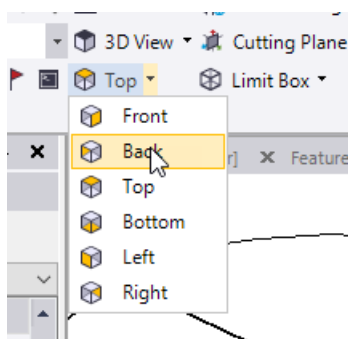 3D View Cutting Plane
Top Limit Box
Front
Back
r] Feature
Top
Bottom
Left
Right